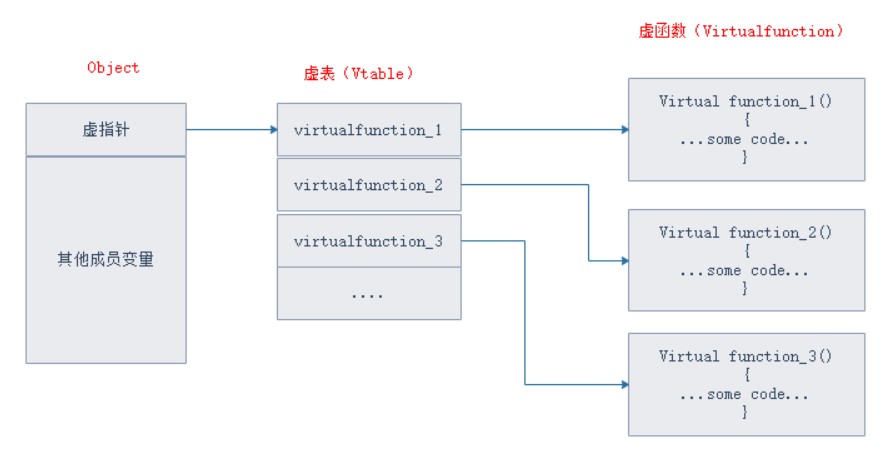 Object
虚指针
其他成员变量
虚表（Vtable）
virtualfunction_1
virtualfunction_2
virtualfunction_3
....
虚函数（Virtualfunction）
Virtual function_1()
{
...some code...
}
Virtual function_2()
{
...some code...
}
Virtual function_3()
{
...some code...
}